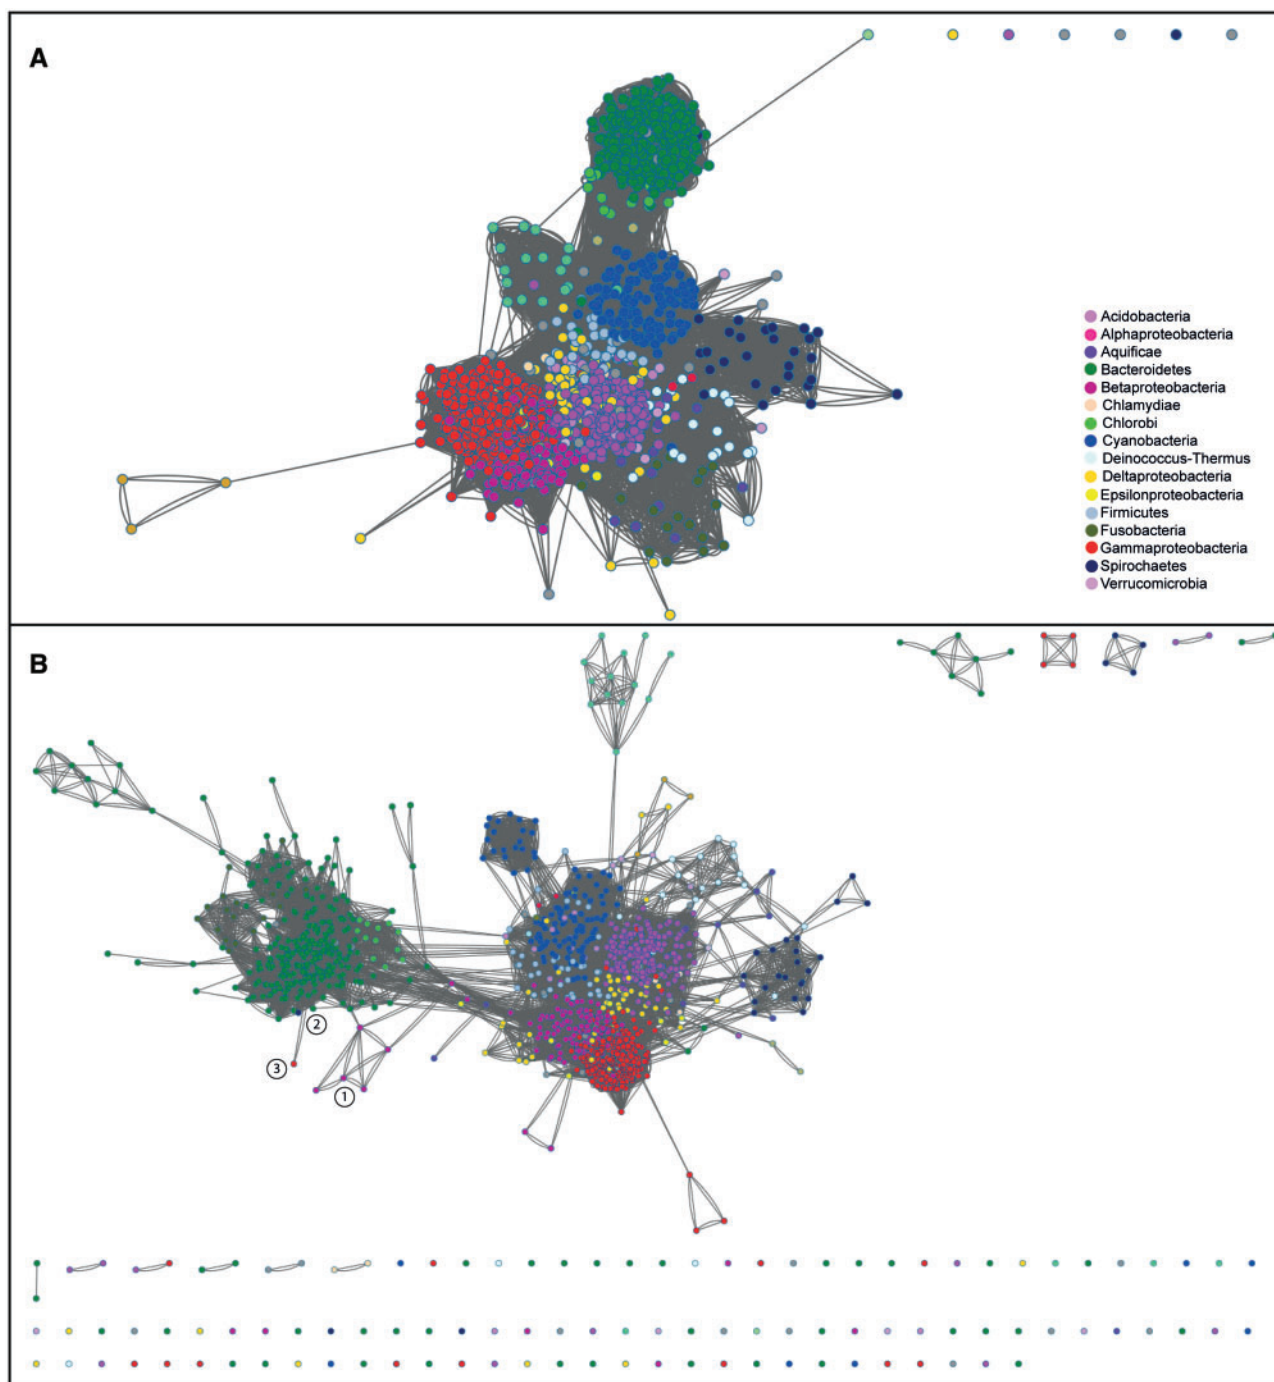 A
Acidobacteria
Alphaproteobacteria
Aquificae
Bacteroidetes
Betaproteobacteria
Chlamydiae
Chlorobi
Cyanobacteria
Deinococcus-Thermus
Deltaproteobacteria
Epsilonproteobacteria
Firmicutes
Fusobacteria
Gammaproteobacteria
Spirochaetes
Verrucomicrobia
B
2
3
1